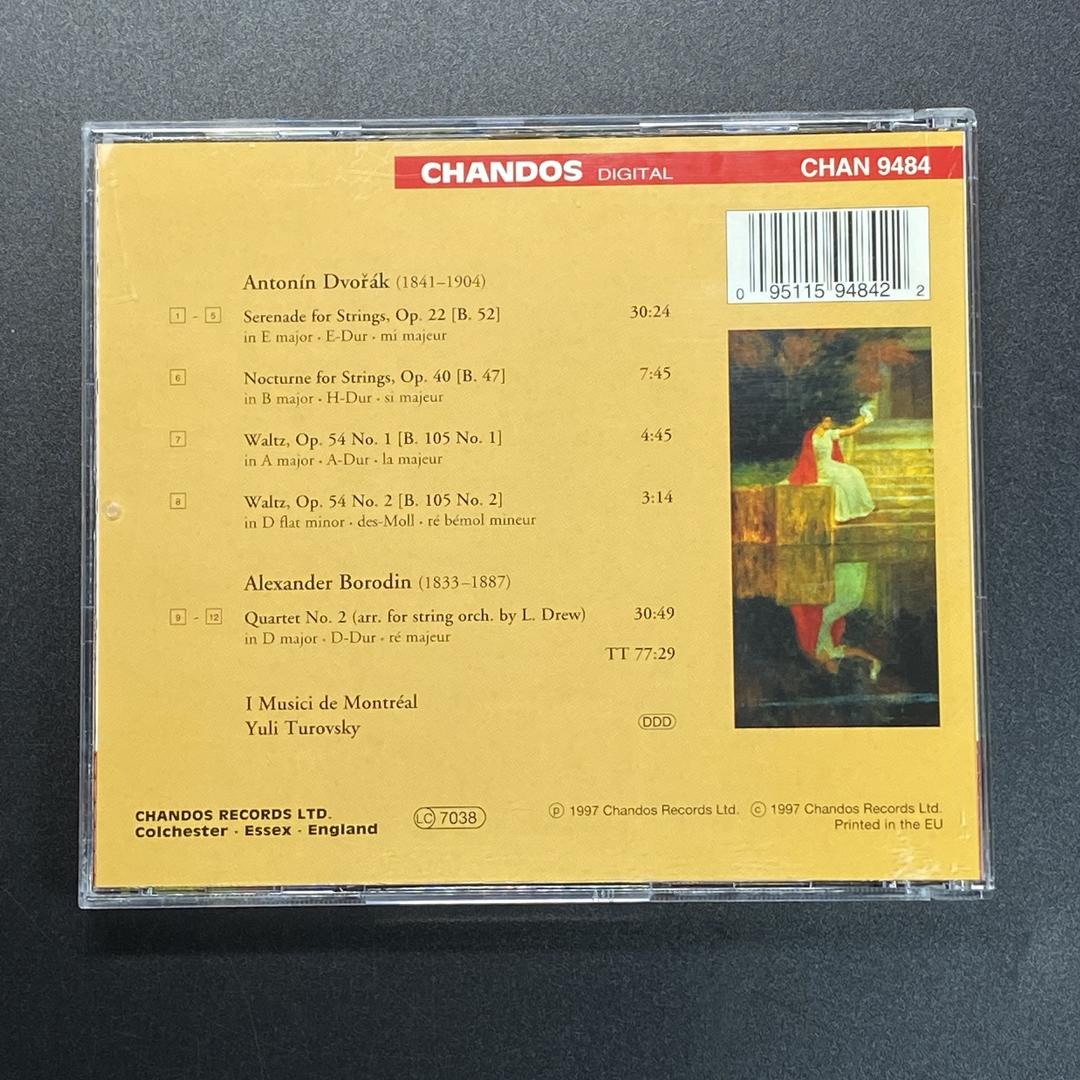 CHANDOS DIGITAL CHAN 9484
0 95115 94842 2
Antonín Dvořák (1841–1904)
1 - 5 Serenade for Strings, Op. 22 [B. 52] 30:24
in E major · E-Dur · mi majeur
6 Nocturne for Strings, Op. 40 [B. 47] 7:45
in B major · H-Dur · si majeur
7 Waltz, Op. 54 No. 1 [B. 105 No. 1] 4:45
in A major · A-Dur · la majeur
8 Waltz, Op. 54 No. 2 [B. 105 No. 2] 3:14
in D flat minor · des-Moll · ré bémol mineur
Alexander Borodin (1833–1887)
9 - 12 Quartet No. 2 (arr. for string orch. by L. Drew) 30:49
in D major · D-Dur · ré majeur
TT 77:29
I Musici de Montréal
Yuli Turovsky DDD
CHANDOS RECORDS LTD.
Colchester · Essex · England
LC 7038
℗ 1997 Chandos Records Ltd. © 1997 Chandos Records Ltd.
Printed in the EU